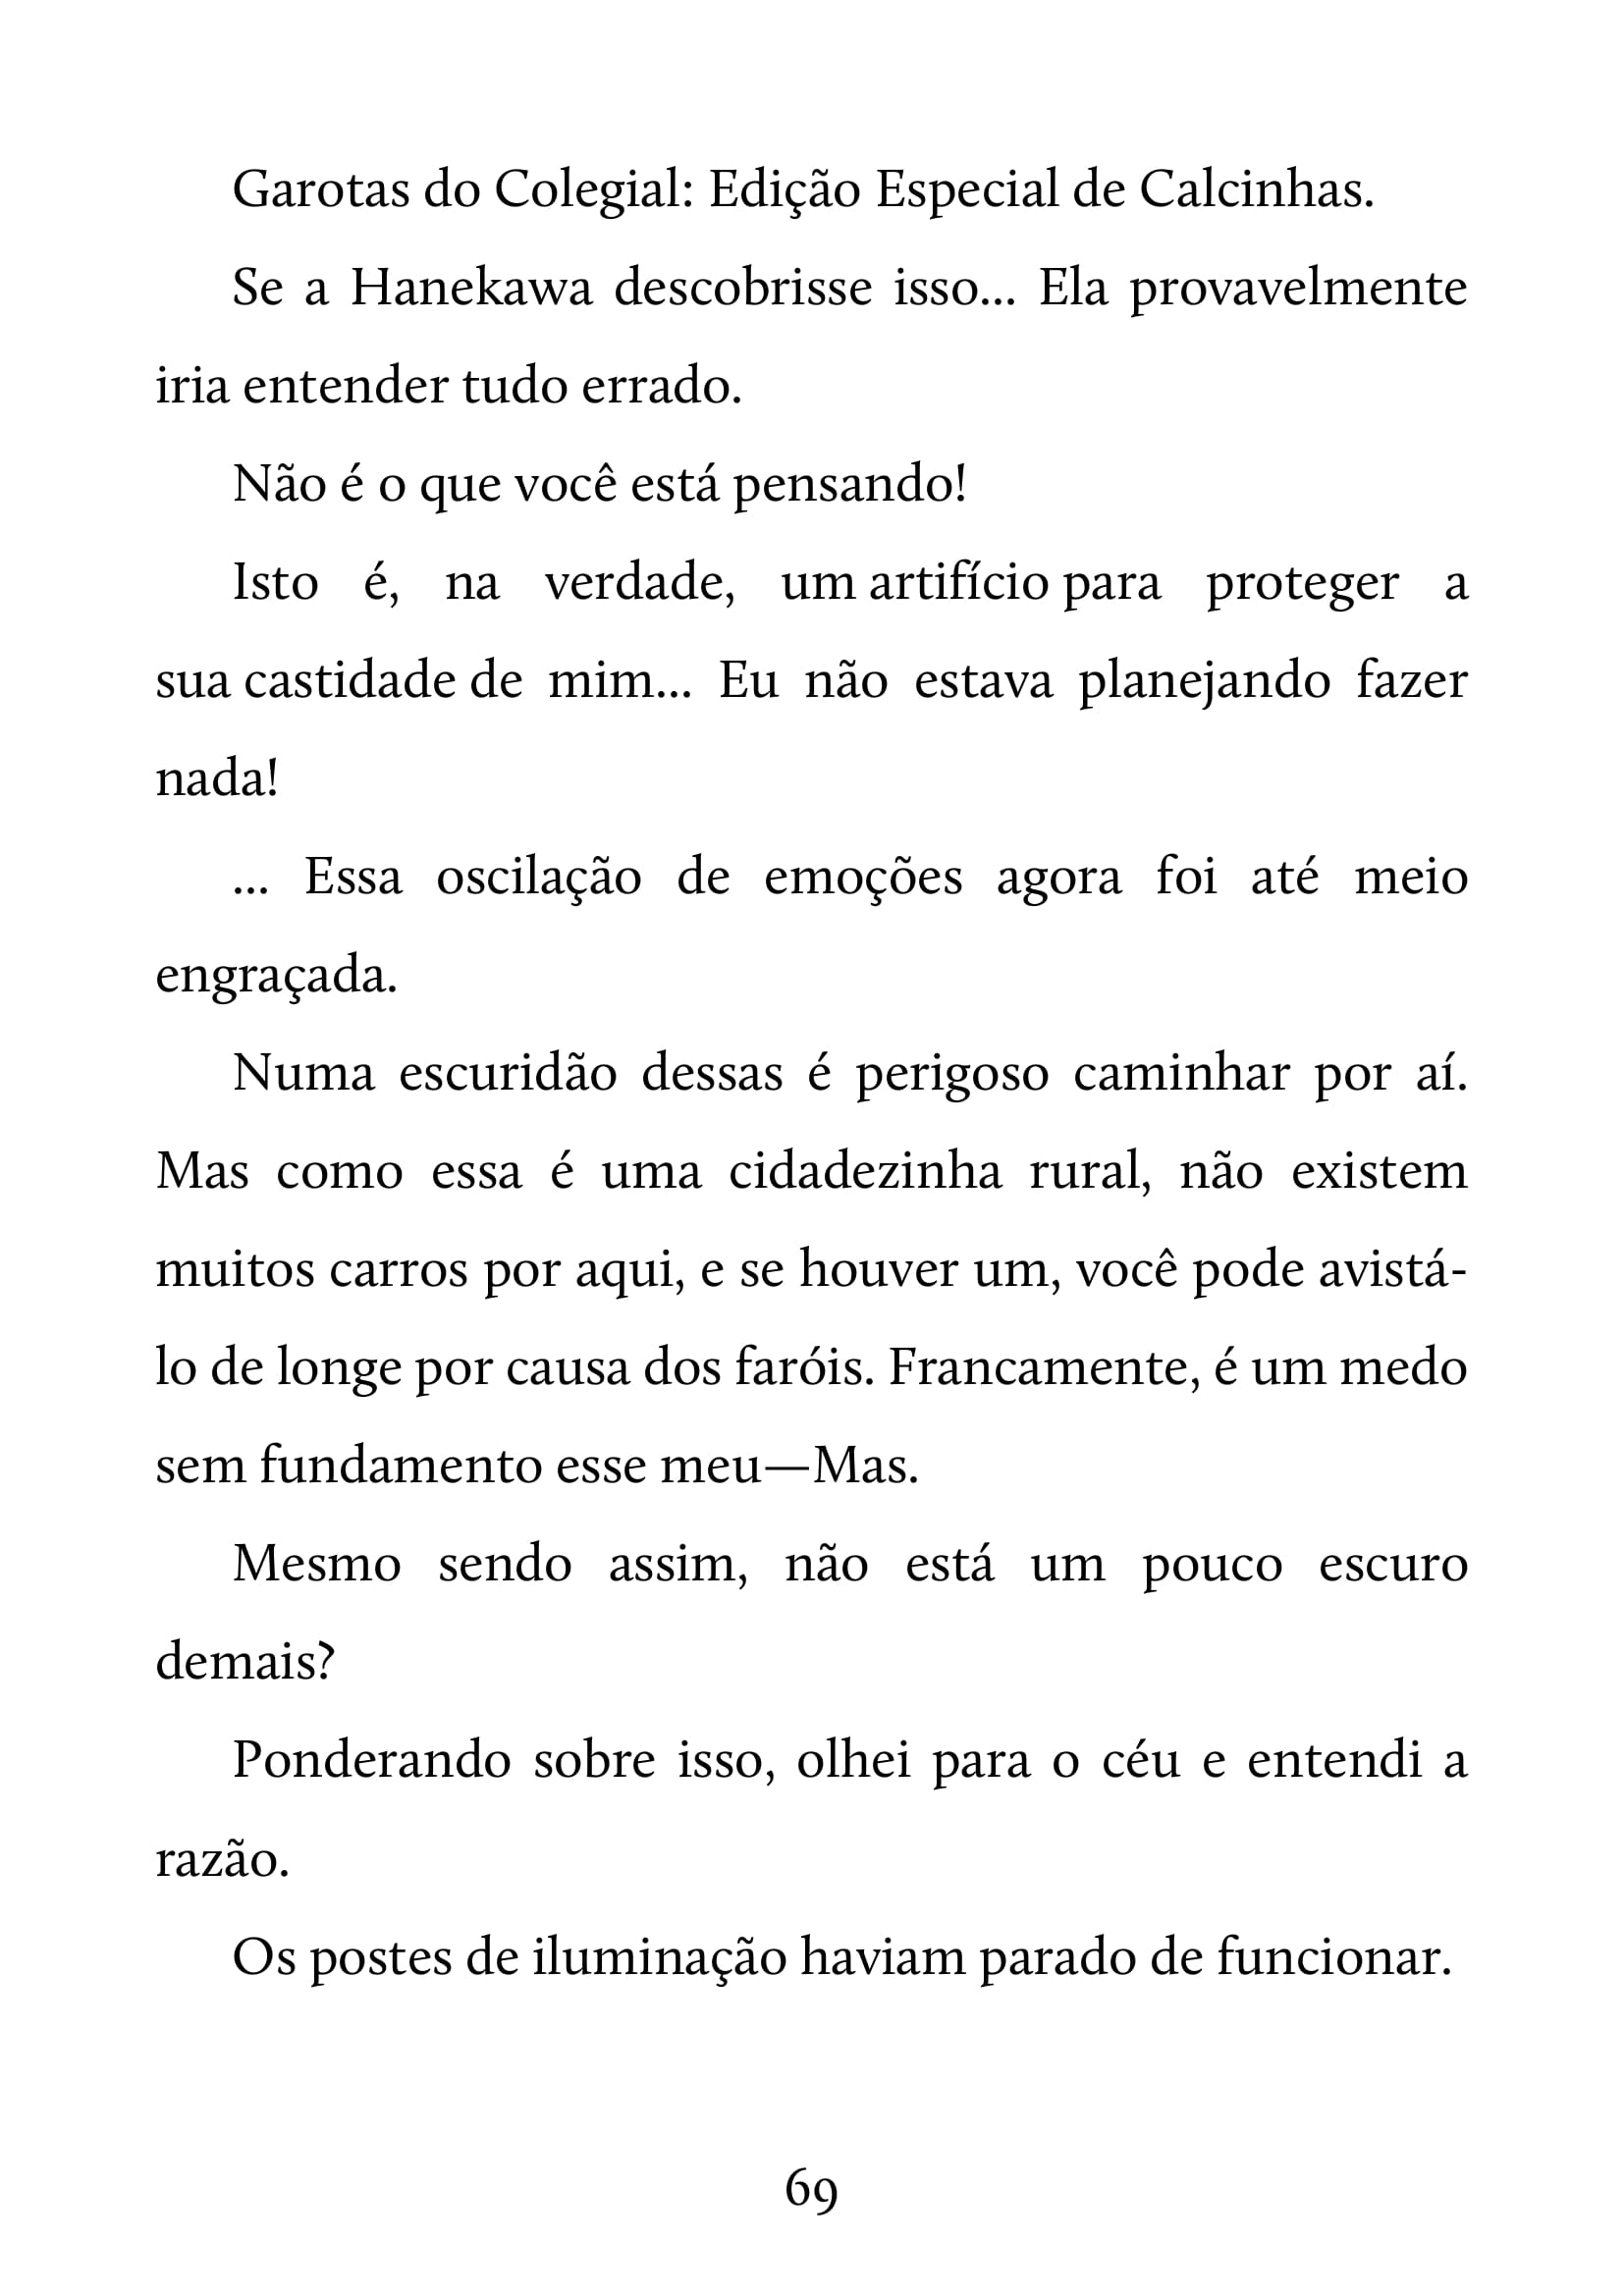 Garotas do Colegial: Edição Especial de Calcinhas.
Se a Hanekawa descobrisse isso... Ela provavelmente
iria entender tudo errado.
Não é o que você está pensando!
Isto é, na verdade, um artifício para proteger a
sua castidade de mim... Eu não estava planejando fazer
nada!
... Essa oscilação de emoções agora foi até meio
engraçada.
Numa escuridão dessas é perigoso caminhar por aí.
Mas como essa é uma cidadezinha rural, não existem
muitos carros por aqui, e se houver um, você pode avistá-
lo de longe por causa dos faróis. Francamente, é um medo
sem fundamento esse meu—Mas.
Mesmo sendo assim, não está um pouco escuro
demais?
Ponderando sobre isso, olhei para o céu e entendi a
razão.
Os postes de iluminação haviam parado de funcionar.
69